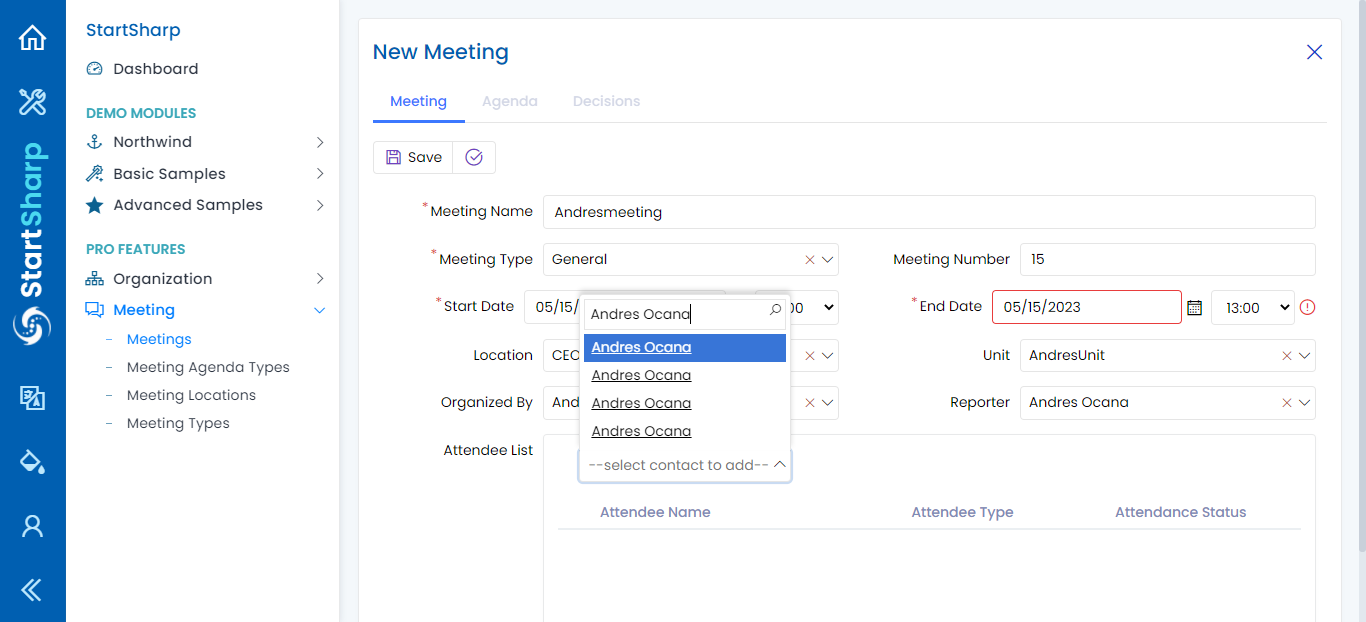 StartSharp
StartSharp
Dashboard
DEMO MODULES
Northwind
Basic Samples
Advanced Samples
PRO FEATURES
Organization
Meeting
Meetings
Meeting Agenda Types
Meeting Locations
Meeting Types
New Meeting
Meeting Agenda Decisions
Save
*Meeting Name Andresmeeting
*Meeting Type General Meeting Number 15
*Start Date 05/15/ 00 *End Date 05/15/2023 13:00
Location CEO Unit AndresUnit
Organized By And Reporter Andres Ocana
Andres Ocana
Andres Ocana
Andres Ocana
Andres Ocana
Andres Ocana
Attendee List
--select contact to add--
Attendee Name Attendee Type Attendance Status